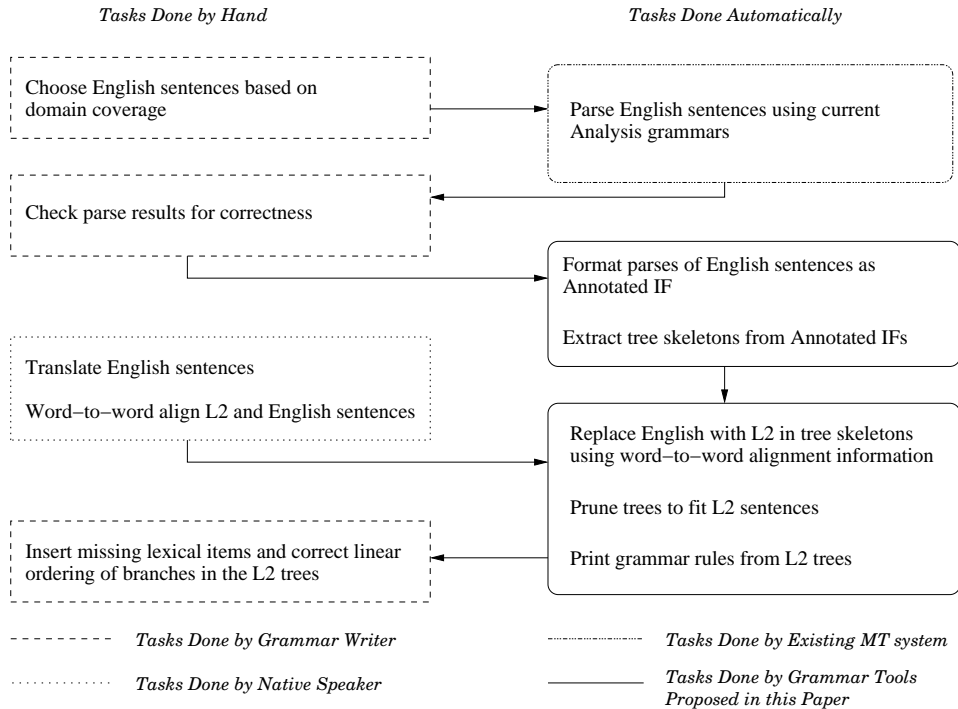 Tasks Done by Hand
Tasks Done Automatically
Choose English sentences based on
domain coverage
Parse English sentences using current
Analysis grammars
Check parse results for correctness
Format parses of English sentences as
Annotated IF
Extract tree skeletons from Annotated IFs
Translate English sentences
Word−to−word align L2 and English sentences
Replace English with L2 in tree skeletons
using word−to−word alignment information
Prune trees to fit L2 sentences
Print grammar rules from L2 trees
Insert missing lexical items and correct linear
ordering of branches in the L2 trees
Tasks Done by Grammar Writer
Tasks Done by Existing MT system
Tasks Done by Native Speaker
Tasks Done by Grammar Tools
Proposed in this Paper